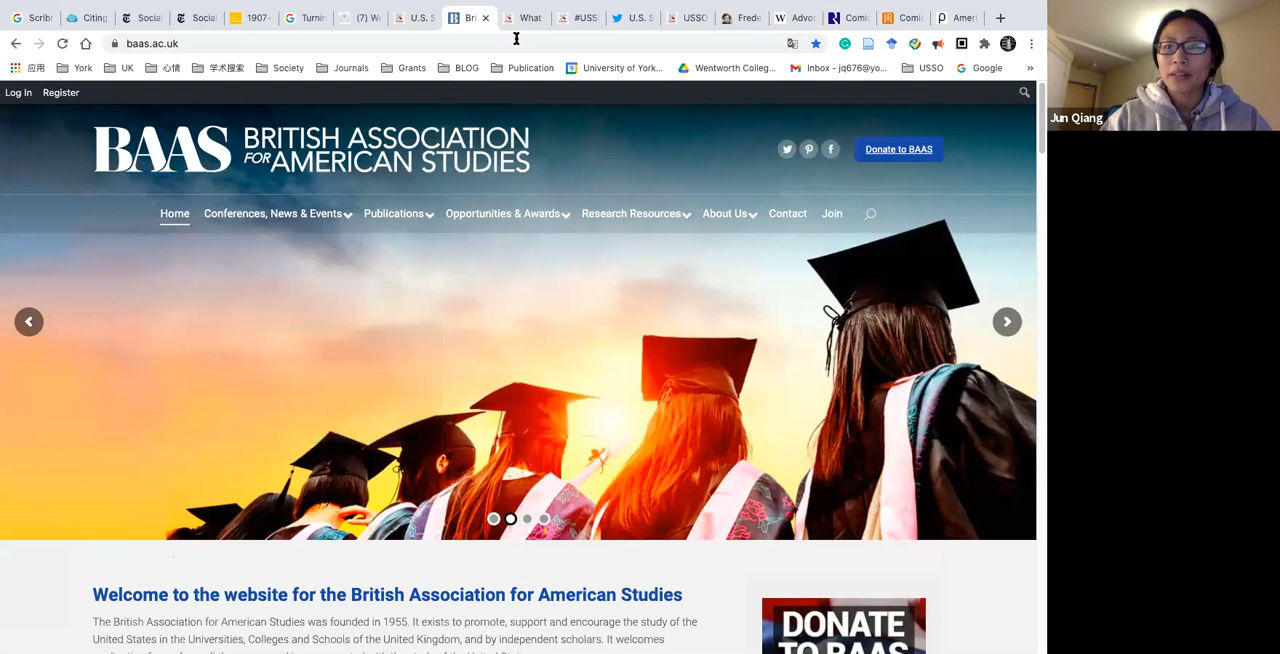 Scribr
Citing
Social
Social
1907-
Turnin
(7) We
U.S. S
Bri
What
#USS
U.S. S
USSO
Frede
Advoc
Comic
Comic
Ameri
baas.ac.uk
应用
York
UK
心情
学术搜索
Society
Journals
Grants
BLOG
Publication
University of York...
Wentworth Colleg...
Inbox - jq676@yo...
USSO
Google
»
Log In Register
BAAS BRITISH ASSOCIATION
FOR AMERICAN STUDIES
Donate to BAAS
Home
Conferences, News & Events
Publications
Opportunities & Awards
Research Resources
About Us
Contact
Join
Welcome to the website for the British Association for American Studies
The British Association for American Studies was founded in 1955. It exists to promote, support and encourage the study of the
United States in the Universities, Colleges and Schools of the United Kingdom, and by independent scholars. It welcomes
DONATE
TO BAAS
Jun Qiang